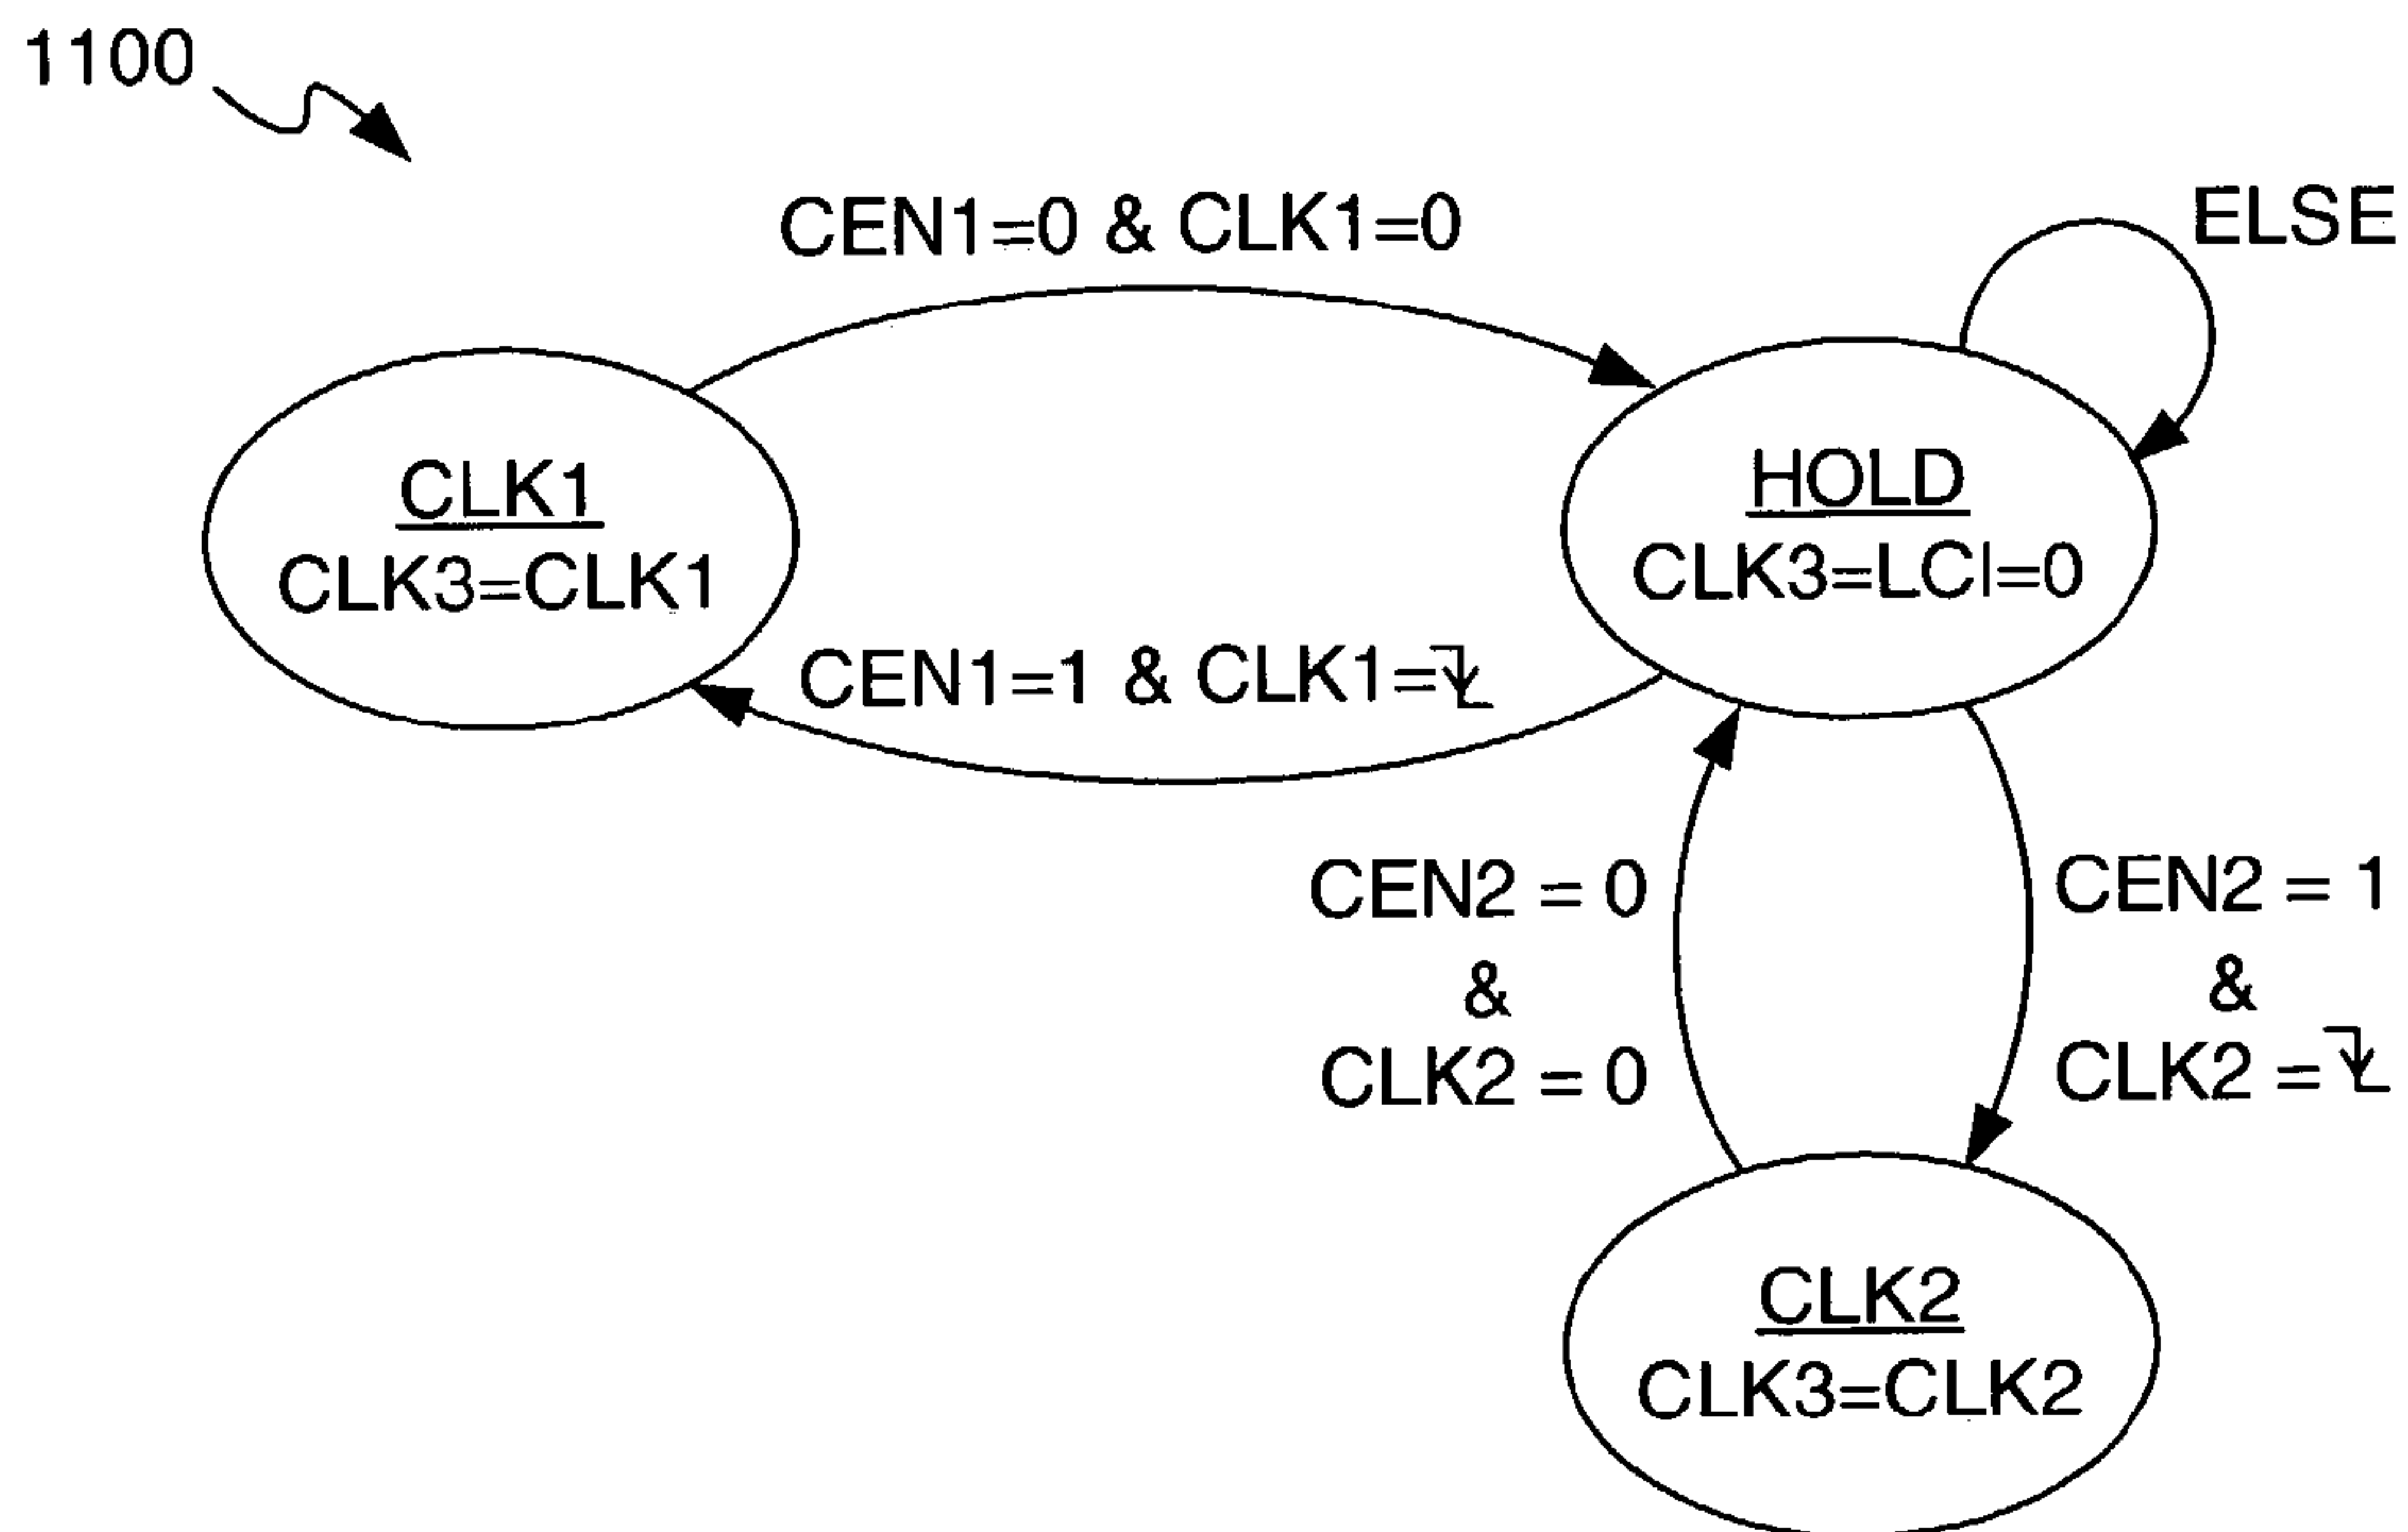 1100
CEN1=0 & CLK1=0
ELSE
CLK1
CLK3=CLK1
HOLD
CLK3=LCI=0
CEN1=1 & CLK1=
CEN2 = 0
&
CLK2 = 0
CEN2 = 1
&
CLK2 =
CLK2
CLK3=CLK2